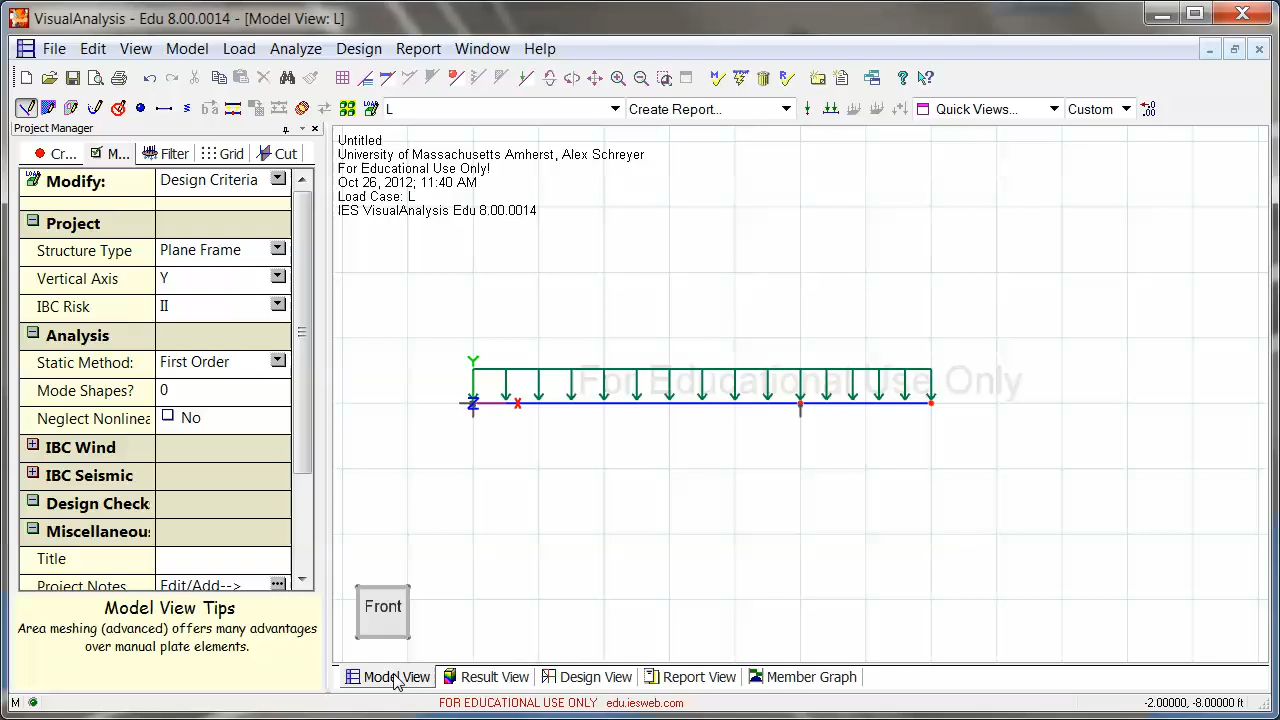 VisualAnalysis - Edu 8.00.0014 - [Model View: L]
File Edit View Model Load Analyze Design Report Window Help
L Create Report... Quick Views... Custom
Project Manager
Cr... M... Filter Grid Cut
Modify: Design Criteria
Project
Structure Type Plane Frame
Vertical Axis Y
IBC Risk II
Analysis
Static Method: First Order
Mode Shapes? 0
Neglect Nonlinea No
IBC Wind
IBC Seismic
Design Check
Miscellaneou
Title
Project Notes Edit/Add-->
Model View Tips
Area meshing (advanced) offers many advantages
over manual plate elements.
Untitled
University of Massachusetts Amherst, Alex Schreyer
For Educational Use Only!
Oct 26, 2012; 11:40 AM
Load Case: L
IES VisualAnalysis Edu 8.00.0014
Y
For Educational Use Only
Z X
Front
Model View Result View Design View Report View Member Graph
M FOR EDUCATIONAL USE ONLY edu.iesweb.com -2.00000, -8.00000 ft